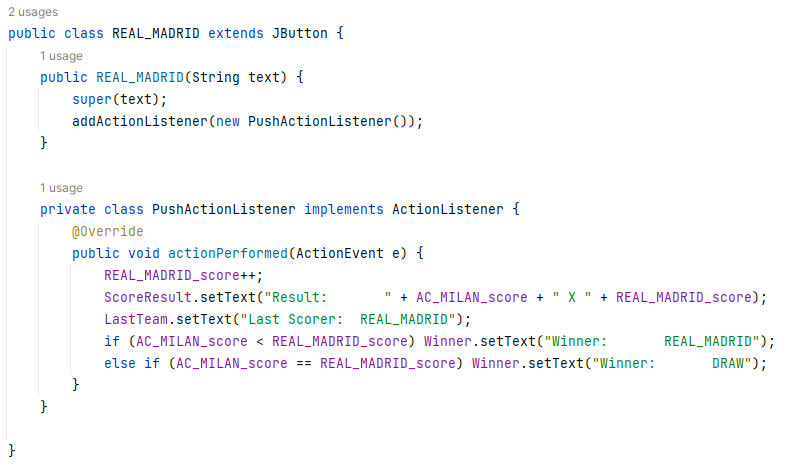 2 usages
public class REAL_MADRID extends JButton {
1 usage
public REAL_MADRID(String text) {
super(text);
addActionListener(new PushActionListener());
}
1 usage
private class PushActionListener implements ActionListener {
@Override
public void actionPerformed(ActionEvent e) {
REAL_MADRID_score++;
ScoreResult.setText("Result:       " + AC_MILAN_score + " X " + REAL_MADRID_score);
LastTeam.setText("Last Scorer:  REAL_MADRID");
if (AC_MILAN_score < REAL_MADRID_score) Winner.setText("Winner:       REAL_MADRID");
else if (AC_MILAN_score == REAL_MADRID_score) Winner.setText("Winner:       DRAW");
}
}
}